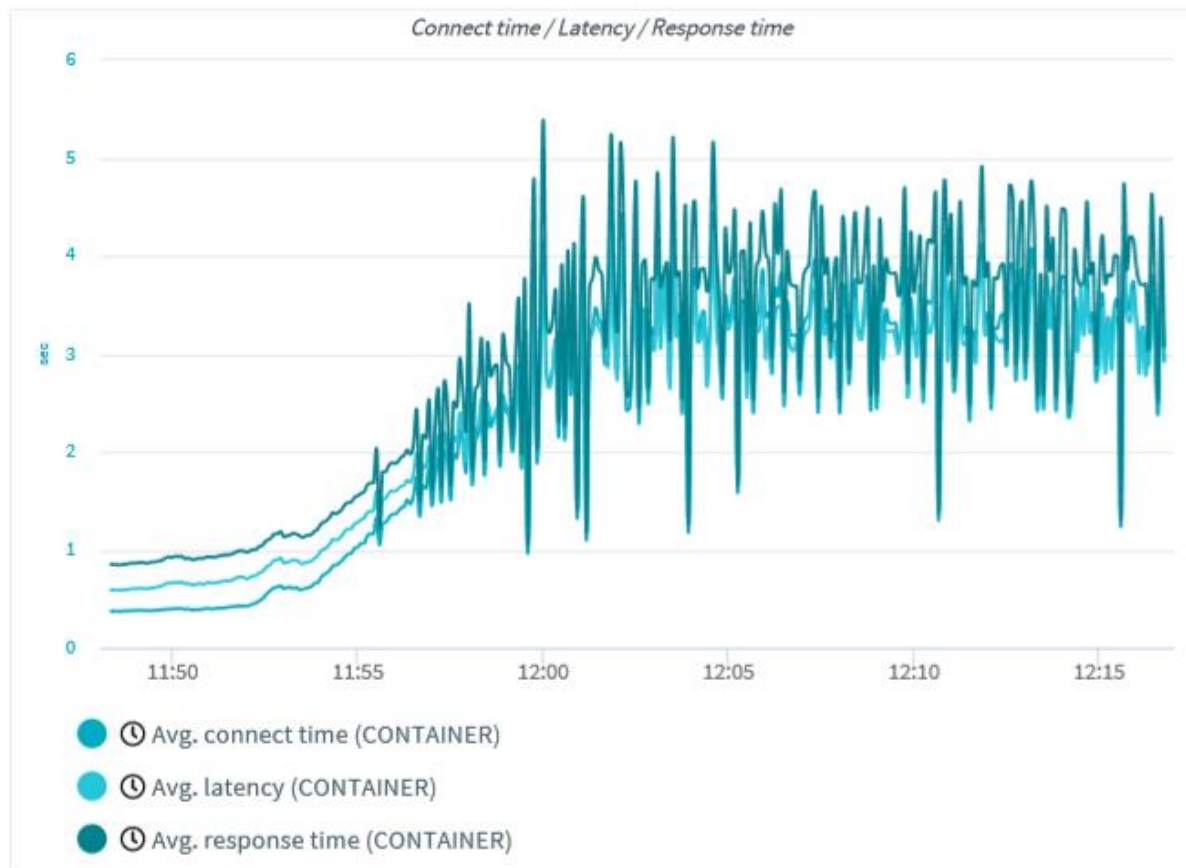 Connect time / Latency / Response time
6
5
4
3
2
1
0
sec
11:50 11:55 12:00 12:05 12:10 12:15
Avg. connect time (CONTAINER)
Avg. latency (CONTAINER)
Avg. response time (CONTAINER)